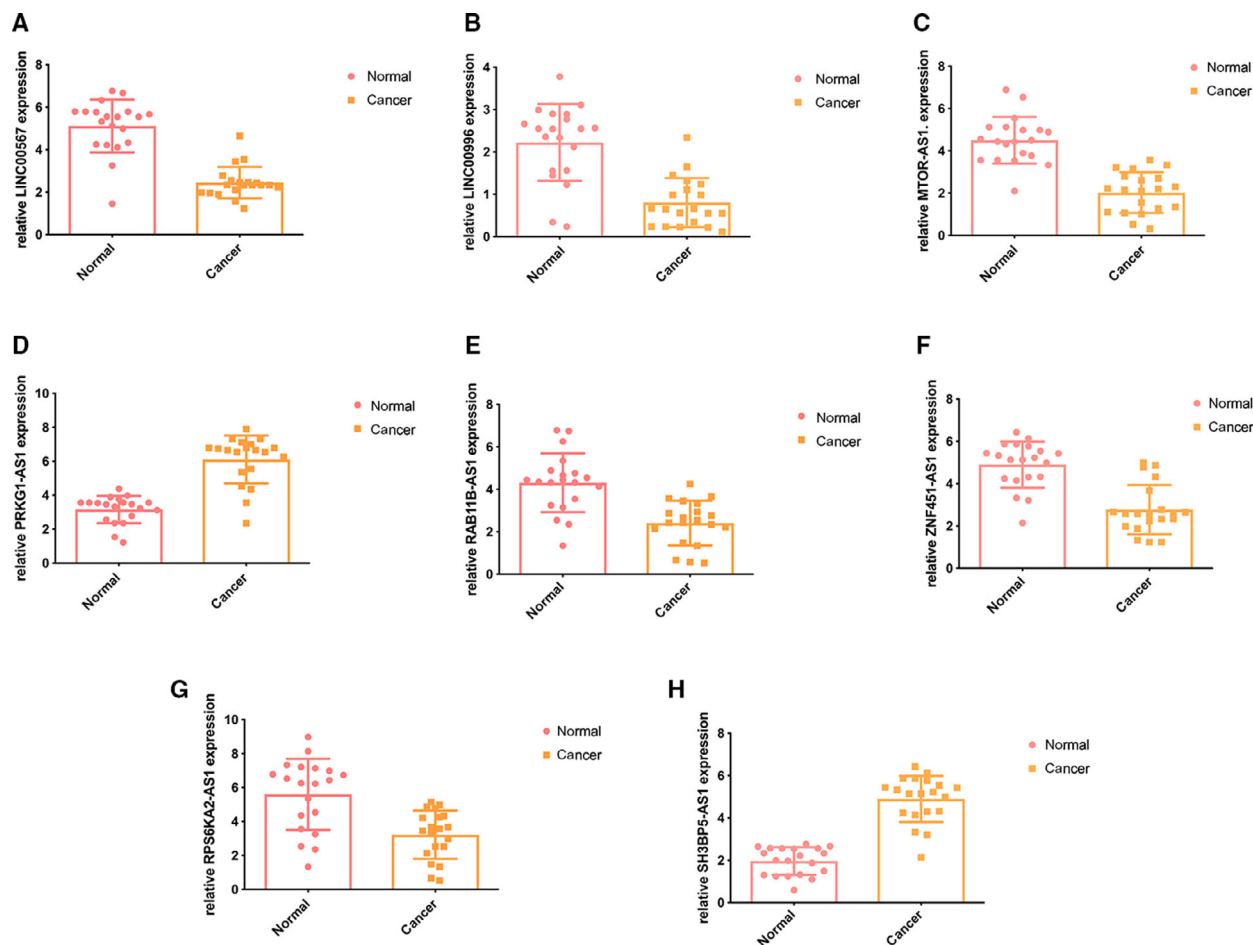 A
relative LINC00567 expression
8
6
4
2
0
Normal
Cancer
Normal
Cancer
B
relative LINC00996 expression
4
3
2
1
0
Normal
Cancer
Normal
Cancer
C
relative MTOR-AS1. expression
8
6
4
2
0
Normal
Cancer
Normal
Cancer
D
relative PRKG1-AS1 expression
10
8
6
4
2
0
Normal
Cancer
Normal
Cancer
E
relative RAB11B-AS1 expression
8
6
4
2
0
Normal
Cancer
Normal
Cancer
F
relative ZNF451-AS1 expression
8
6
4
2
0
Normal
Cancer
Normal
Cancer
G
relative RPS6KA2-AS1 expression
10
8
6
4
2
0
Normal
Cancer
Normal
Cancer
H
relative SH3BP5-AS1 expression
8
6
4
2
0
Normal
Cancer
Normal
Cancer